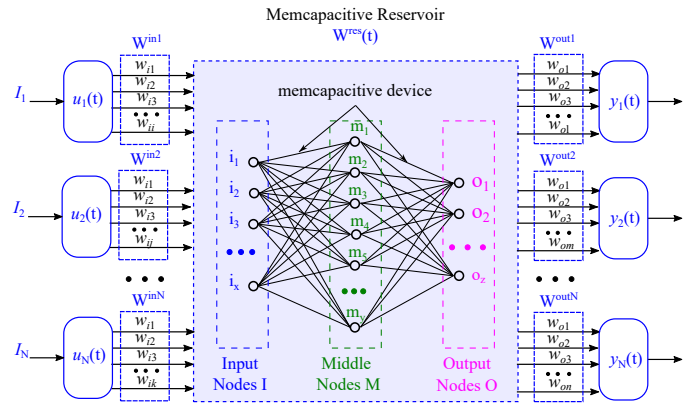 Memcapacitive Reservoir
W^res(t)
W^in1
W^out1
I_1
u_1(t)
w_i1
w_i2
w_i3
•••
w_ii
memcapacitive device
w_o1
w_o2
w_o3
•••
w_o1
y_1(t)
W^in2
W^out2
I_2
u_2(t)
w_i1
w_i2
w_i3
•••
w_ij
i_1
i_2
i_3
•••
i_x
m_1
m_2
m_3
m_4
m_5
•••
m_y
o_1
o_2
•••
o_z
w_o1
w_o2
w_o3
•••
w_om
y_2(t)
•••
•••
W^inN
W^outN
I_N
u_N(t)
w_i1
w_i2
w_i3
•••
w_ik
Input
Nodes I
Middle
Nodes M
Output
Nodes O
w_o1
w_o2
w_o3
•••
w_on
y_N(t)